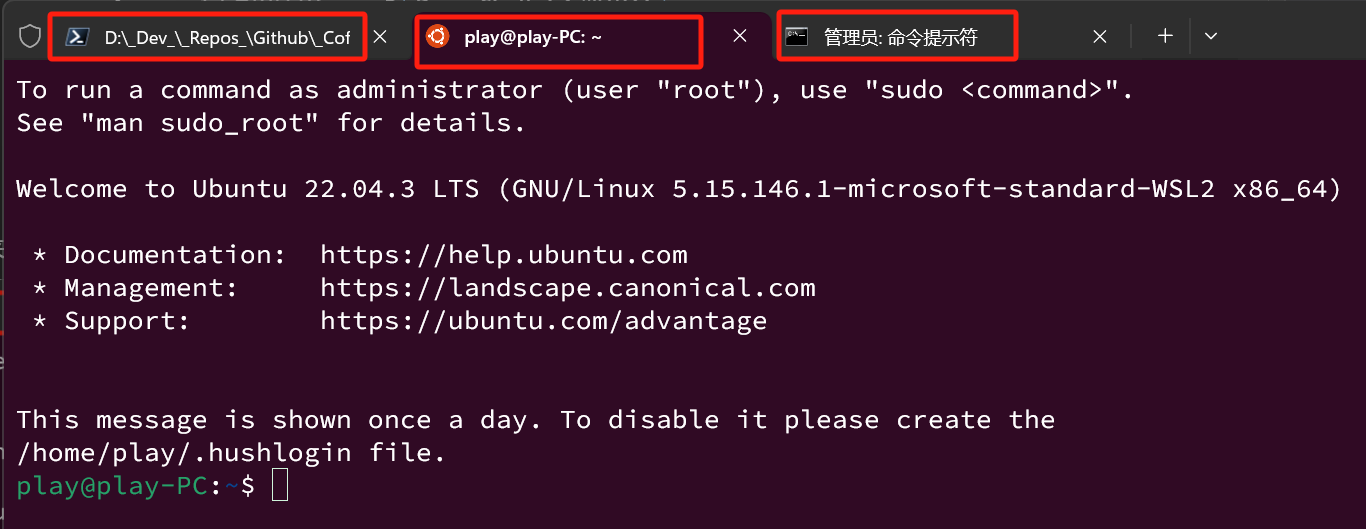 D:\_Dev_\_Repos_\Github\_Cof
play@play-PC: ~
管理员: 命令提示符
To run a command as administrator (user "root"), use "sudo <command>".
See "man sudo_root" for details.
Welcome to Ubuntu 22.04.3 LTS (GNU/Linux 5.15.146.1-microsoft-standard-WSL2 x86_64)
* Documentation:  https://help.ubuntu.com
* Management:     https://landscape.canonical.com
* Support:        https://ubuntu.com/advantage
This message is shown once a day. To disable it please create the
/home/play/.hushlogin file.
play@play-PC:~$